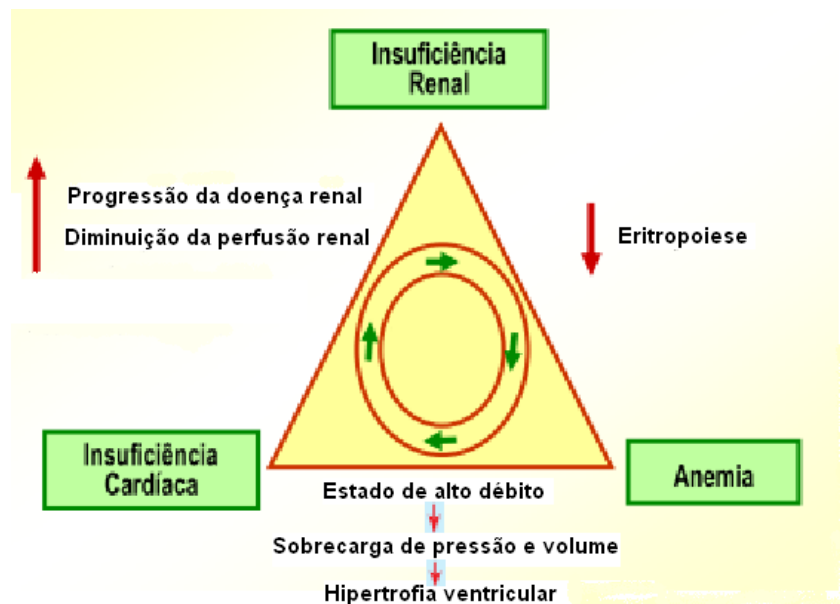 Insuficiência
Renal
Progressão da doença renal
Diminuição da perfusão renal
Eritropoiese
Insuficiência
Cardíaca
Anemia
Estado de alto débito
Sobrecarga de pressão e volume
Hipertrofia ventricular